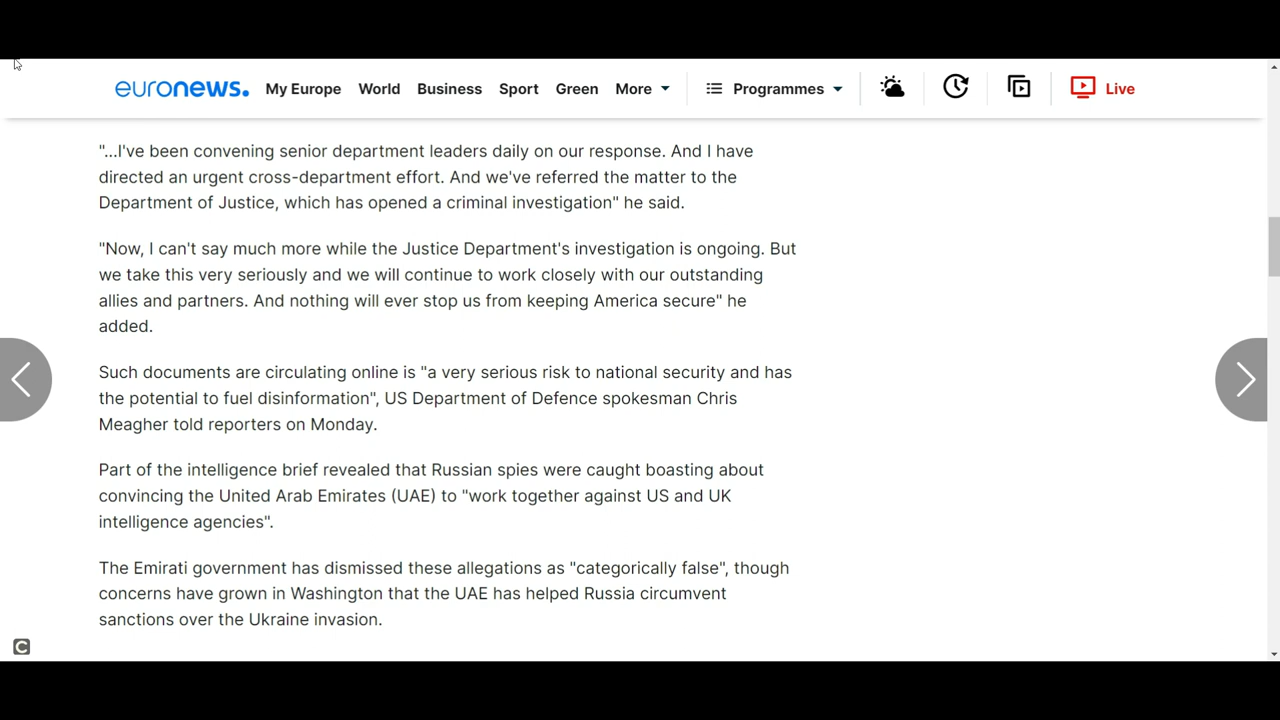 euronews. My Europe World Business Sport Green More Programmes Live
"...I've been convening senior department leaders daily on our response. And I have
directed an urgent cross-department effort. And we've referred the matter to the
Department of Justice, which has opened a criminal investigation" he said.
"Now, I can't say much more while the Justice Department's investigation is ongoing. But
we take this very seriously and we will continue to work closely with our outstanding
allies and partners. And nothing will ever stop us from keeping America secure" he
added.
Such documents are circulating online is "a very serious risk to national security and has
the potential to fuel disinformation", US Department of Defence spokesman Chris
Meagher told reporters on Monday.
Part of the intelligence brief revealed that Russian spies were caught boasting about
convincing the United Arab Emirates (UAE) to "work together against US and UK
intelligence agencies".
The Emirati government has dismissed these allegations as "categorically false", though
concerns have grown in Washington that the UAE has helped Russia circumvent
sanctions over the Ukraine invasion.
C